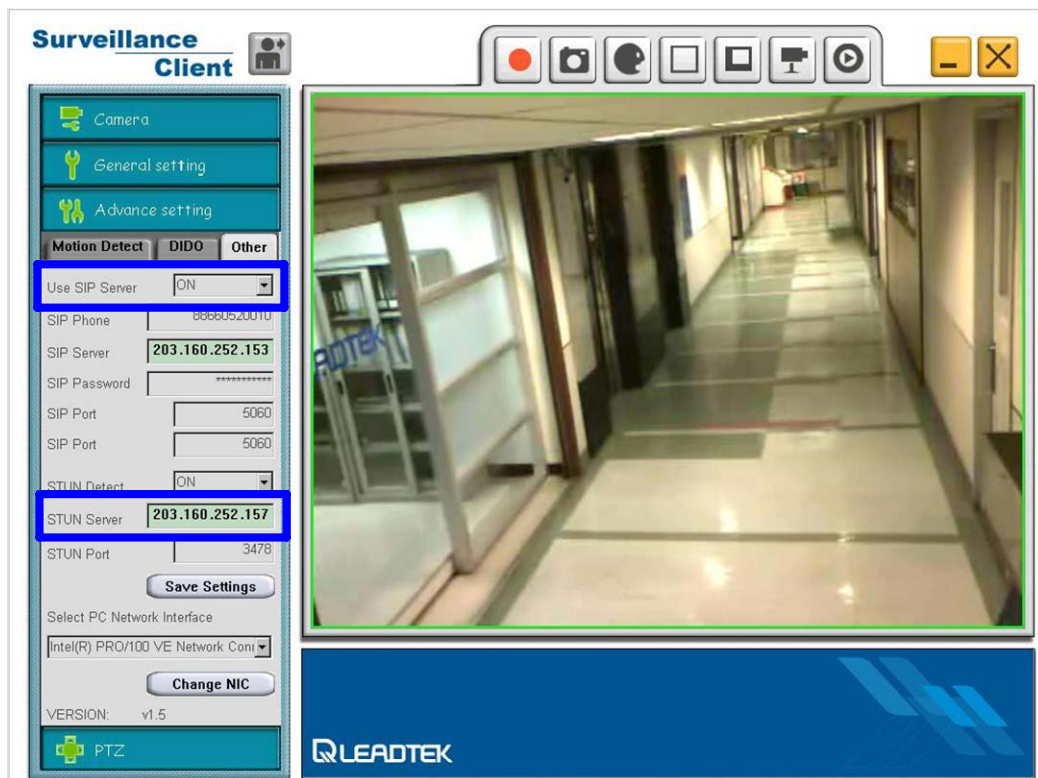 Surveillance
Client
Camera
General setting
Advance setting
Motion Detect DIDO Other
Use SIP Server ON
SIP Phone 88660520010
SIP Server 203.160.252.153
SIP Password ***********
SIP Port 5060
SIP Port 5060
STUN Detect ON
STUN Server 203.160.252.157
STUN Port 3478
Save Settings
Select PC Network Interface
Intel(R) PRO/100 VE Network
Change NIC
VERSION: v1.5
PTZ
LEADTEK